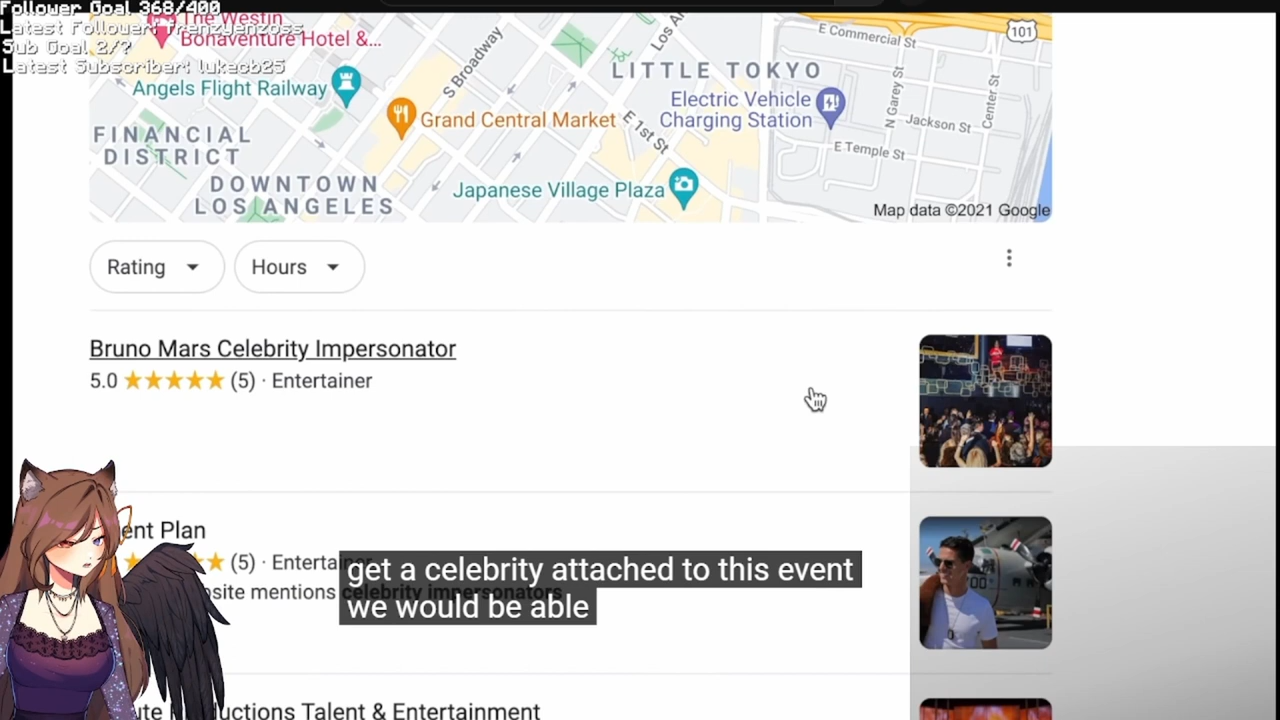 Follower Goal 368/400
Latest Follower: frenzyenzoss
Sub Goal 2/?
Latest Subscriber: lukecb25
The Westin
Bonaventure Hotel &...
Angels Flight Railway
S Broadway
Los A
E Commercial St
101
LITTLE TOKYO
Electric Vehicle
Charging Station
N Garey St
Center St
Jackson St
Grand Central Market
E 1st St
E Temple St
FINANCIAL
DISTRICT
DOWNTOWN
LOS ANGELES
Japanese Village Plaza
Map data ©2021 Google
Rating
Hours
Bruno Mars Celebrity Impersonator
5.0 (5) · Entertainer
ent Plan
(5) · Entertainer
site mentions celebrity impersonators
get a celebrity attached to this event
we would be able
Talent & Entertainment